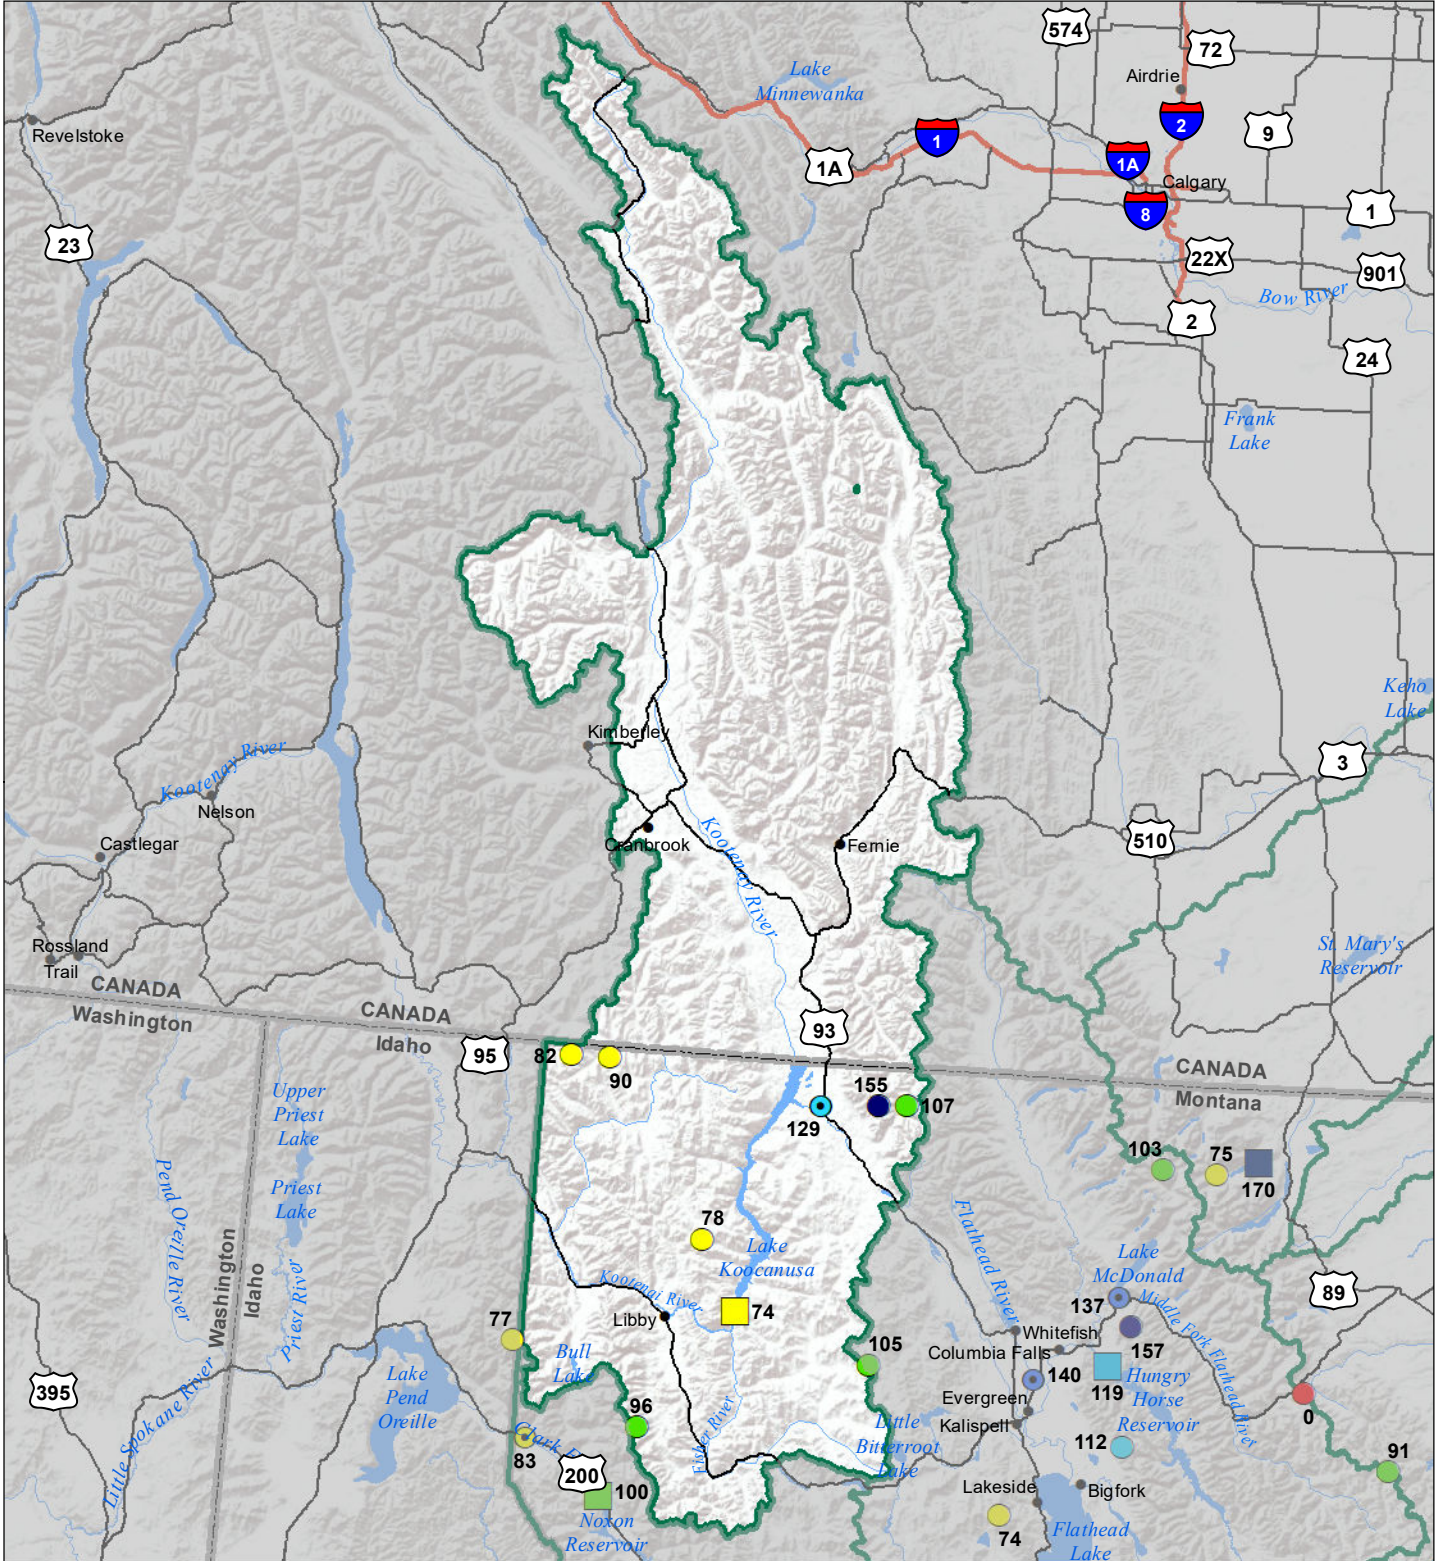 574
72
Airdrie
Lake
Minnewanka
2
9
Revelstoke
1
1A
1A
Calgary
8
1
23
22X
901
Bow River
2
24
Frank
Lake
Keho
Lake
Kimberley
3
Kootenay River
Nelson
Castlegar
Cranbrook
Kootenay River
Fernie
510
Rossland
Trail
St. Mary's
Reservoir
CANADA
Washington
CANADA
Idaho
95
93
82
90
CANADA
Montana
Upper
Priest
Lake
155
107
129
103
75
170
Priest
Lake
Pend Oreille River
Flathead River
78
Lake
Koocanusa
Lake
McDonald
Washington
Idaho
Priest River
Kootenai River
137
Middle Fork Flathead River
89
77
Libby
74
Whitefish
Columbia Falls
157
Bull
Lake
105
395
Lake
Pend
Oreille
140
119
Hungry
Horse
Reservoir
0
Little Spokane River
96
Evergreen
Kalispell
Fisher River
Little
Bitterroot
Lake
Clark F
83
112
91
200
100
Lakeside
Bigfork
Noxon
Reservoir
74
Flathead
Lake